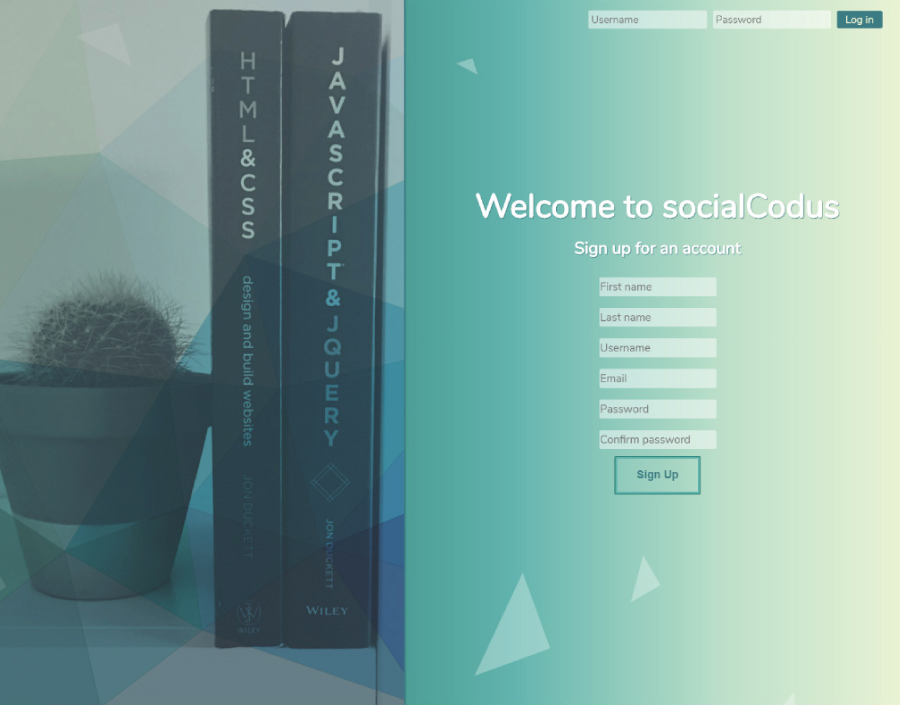 HTML&CSS
design and build websites
JON DUCKETT
WILEY
JAVASCRIPT & JQUERY
JON DUCKETT
WILEY
Username
Password
Log in
Welcome to socialCodus
Sign up for an account
First name
Last name
Username
Email
Password
Confirm password
Sign Up